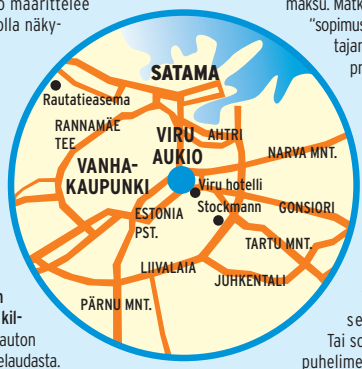 määrittelee
olla näky-
maksu. Matk
"sopimus
tajan
pr
SATAMA
Rautatieasema
RANNAMÄE
TEE
VIRU
AUKIO
AHTRI
NARVA MNT.
VANHA-
KAUPUNKI
Viru hotelli
Stockmann
GONSIORI
ESTONIA
PST.
TARTU MNT.
LIIVALAIA
JUHKENTALI
PÄRNU MNT.
n
kil-
auton
elaudasta.
se
Tai so
puhelime